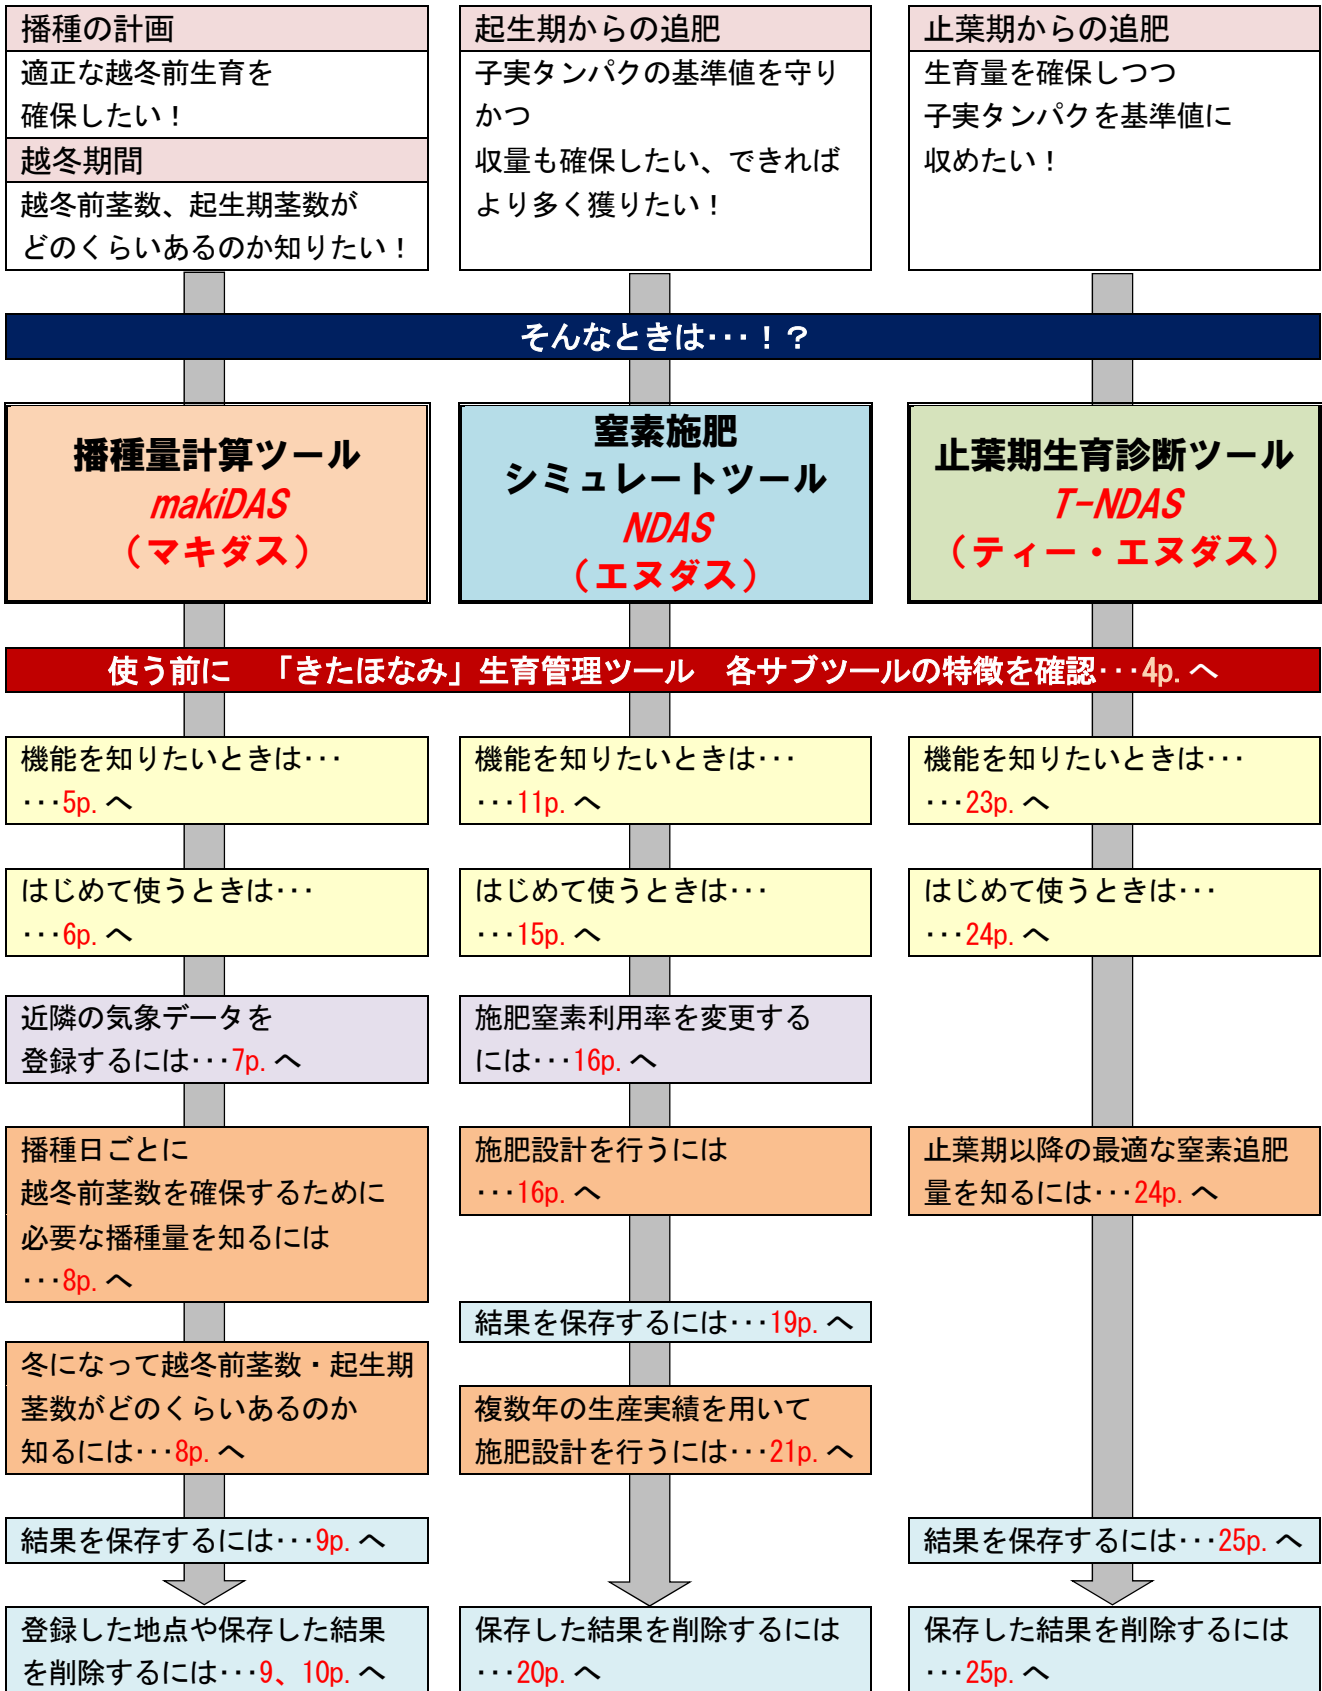 播種の計画
適正な越冬前生育を
確保したい！
越冬期間
越冬前茎数、起生期茎数が
どのくらいあるのか知りたい！
起生期からの追肥
子実タンパクの基準値を守り
かつ
収量も確保したい、できれば
より多く獲りたい！
止葉期からの追肥
生育量を確保しつつ
子実タンパクを基準値に
収めたい！
そんなときは･･･！？
播種量計算ツール
makiDAS
（マキダス）
窒素施肥
シミュレートツール
NDAS
（エヌダス）
止葉期生育診断ツール
T-NDAS
（ティー・エヌダス）
使う前に　「きたほなみ」生育管理ツール　各サブツールの特徴を確認･･･4p. へ
機能を知りたいときは･･･
･･･5p. へ
はじめて使うときは･･･
･･･6p. へ
近隣の気象データを
登録するには･･･7p. へ
播種日ごとに
越冬前茎数を確保するために
必要な播種量を知るには
･･･8p. へ
冬になって越冬前茎数・起生期
茎数がどのくらいあるのか
知るには･･･8p. へ
結果を保存するには･･･9p. へ
登録した地点や保存した結果
を削除するには･･･9、10p. へ
機能を知りたいときは･･･
･･･11p. へ
はじめて使うときは･･･
･･･15p. へ
施肥窒素利用率を変更する
には･･･16p. へ
施肥設計を行うには
･･･16p. へ
結果を保存するには･･･19p. へ
複数年の生産実績を用いて
施肥設計を行うには･･･21p. へ
保存した結果を削除するには
･･･20p. へ
機能を知りたいときは･･･
･･･23p. へ
はじめて使うときは･･･
･･･24p. へ
止葉期以降の最適な窒素追肥
量を知るには･･･24p. へ
結果を保存するには･･･25p. へ
保存した結果を削除するには
･･･25p. へ